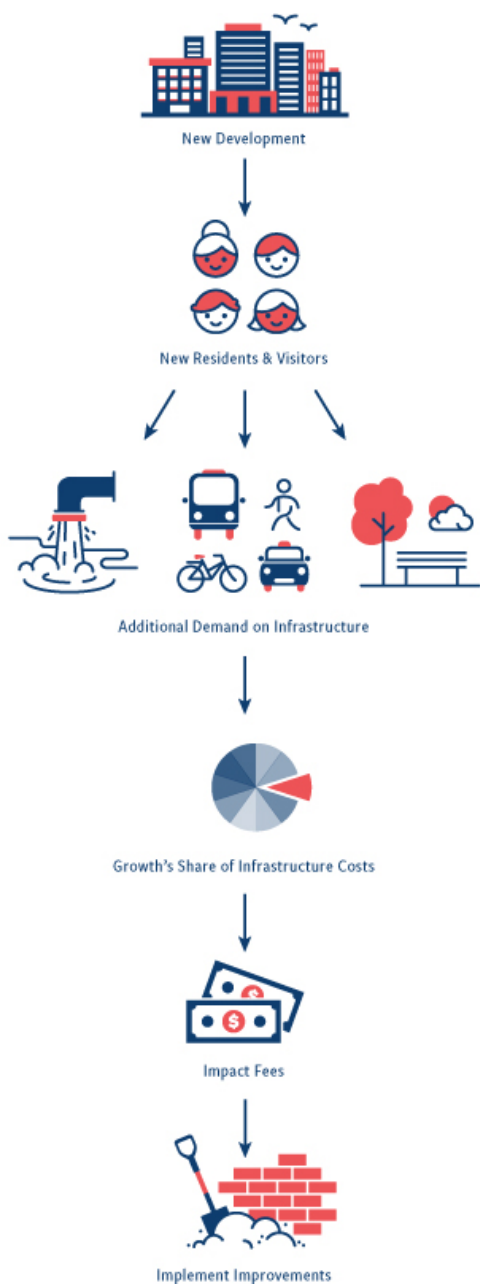 New Development
New Residents & Visitors
Additional Demand on Infrastructure
Growth's Share of Infrastructure Costs
$
$
Impact Fees
Implement Improvements